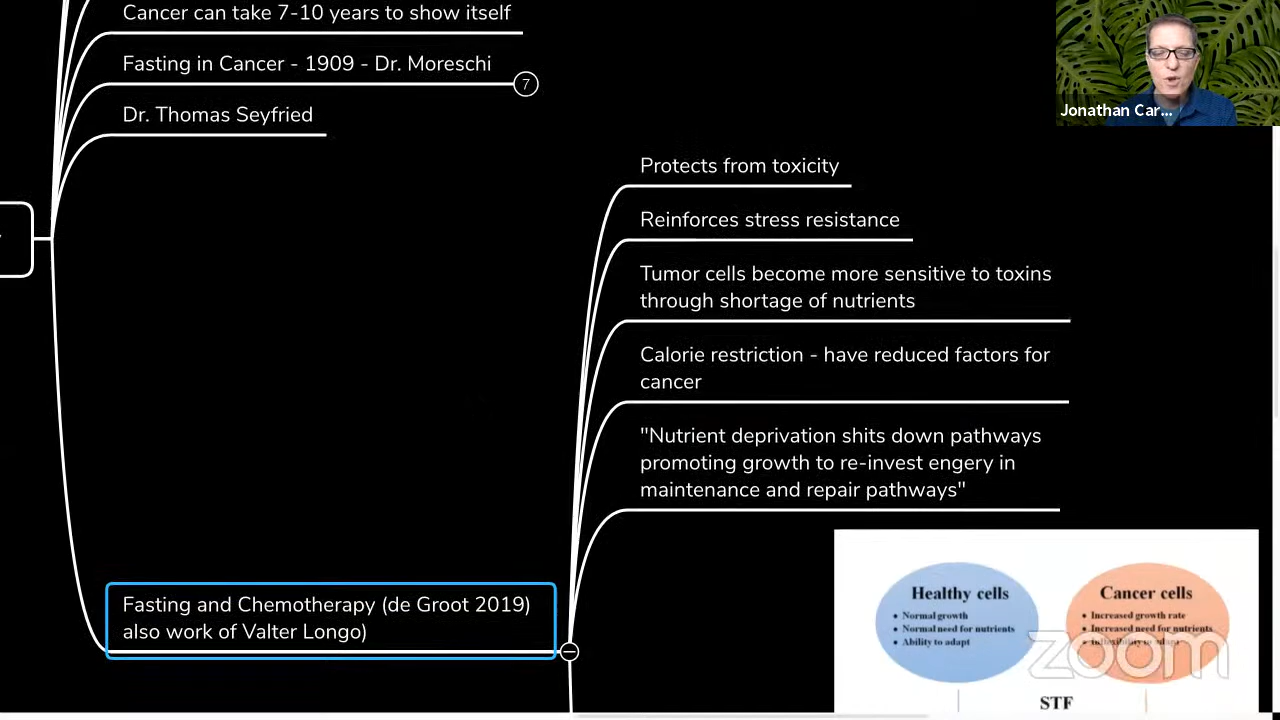 Cancer can take 7-10 years to show itself
Fasting in Cancer - 1909 - Dr. Moreschi
7
Dr. Thomas Seyfried
Jonathan Car...
Protects from toxicity
Reinforces stress resistance
Tumor cells become more sensitive to toxins
through shortage of nutrients
Calorie restriction - have reduced factors for
cancer
"Nutrient deprivation shits down pathways
promoting growth to re-invest engery in
maintenance and repair pathways"
Fasting and Chemotherapy (de Groot 2019)
also work of Valter Longo)
Healthy cells
• Normal growth
• Normal need for nutrients
• Ability to adapt
Cancer cells
• Increased growth rate
• Increased need for nutrients
• Inflexibility to adapt
zoom
STF